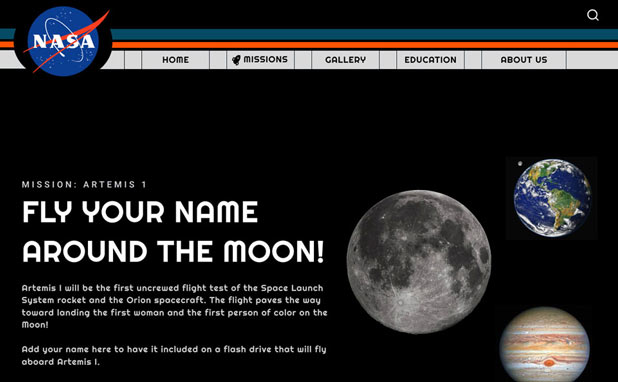 NASA
HOME
MISSIONS
GALLERY
EDUCATION
ABOUT US
MISSION: ARTEMIS 1
FLY YOUR NAME
AROUND THE MOON!
Artemis I will be the first uncrewed flight test of the Space Launch
System rocket and the Orion spacecraft. The flight paves the way
toward landing the first woman and the first person of color on the
Moon!
Add your name here to have it included on a flash drive that will fly
aboard Artemis I.